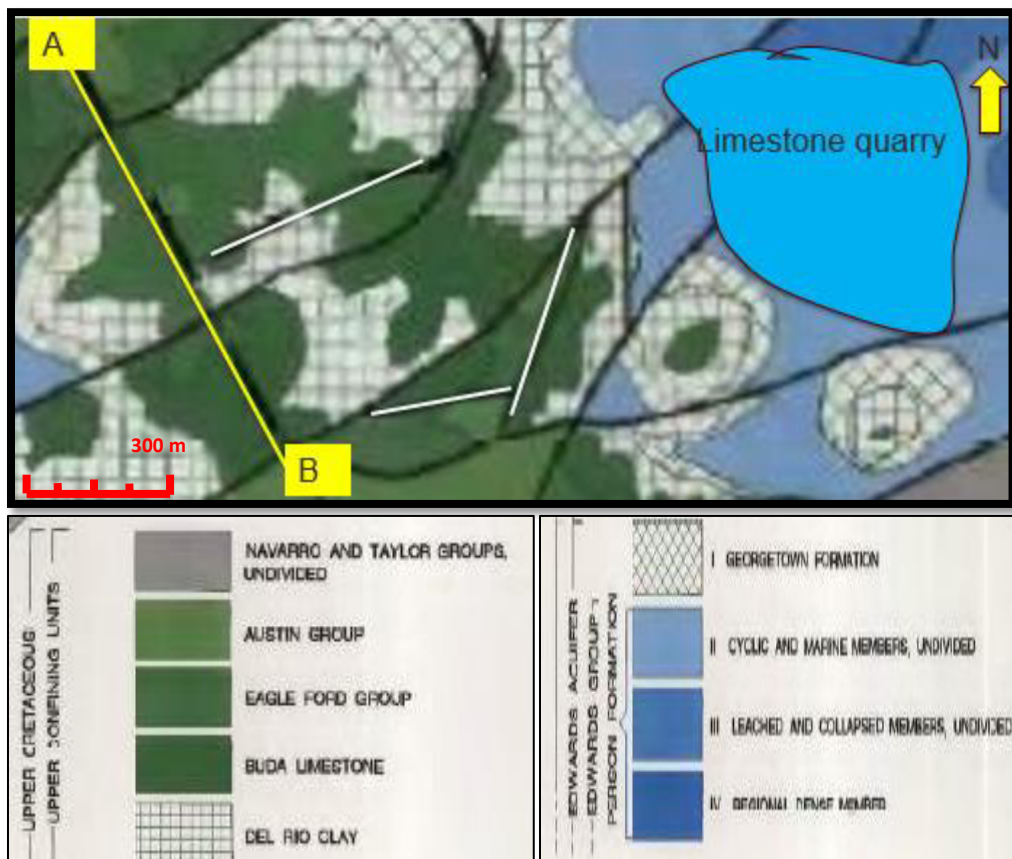 A
N
Limestone quarry
300 m
B
UPPER CRETACEOUS
UPPER CONFINING UNITS
NAVARRO AND TAYLOR GROUPS,
UNDIVIDED
AUSTIN GROUP
EAGLE FORD GROUP
BUDA LIMESTONE
DEL RIO CLAY
EDWARDS AQUIFER
EDWARDS GROUP
PERSON FORMATION
I GEORGETOWN FORMATION
II CYCLIC AND MARINE MEMBERS, UNDIVIDED
III LEACHED AND COLLAPSED MEMBERS, UNDIVIDED
IV REGIONAL DENSE MEMBER